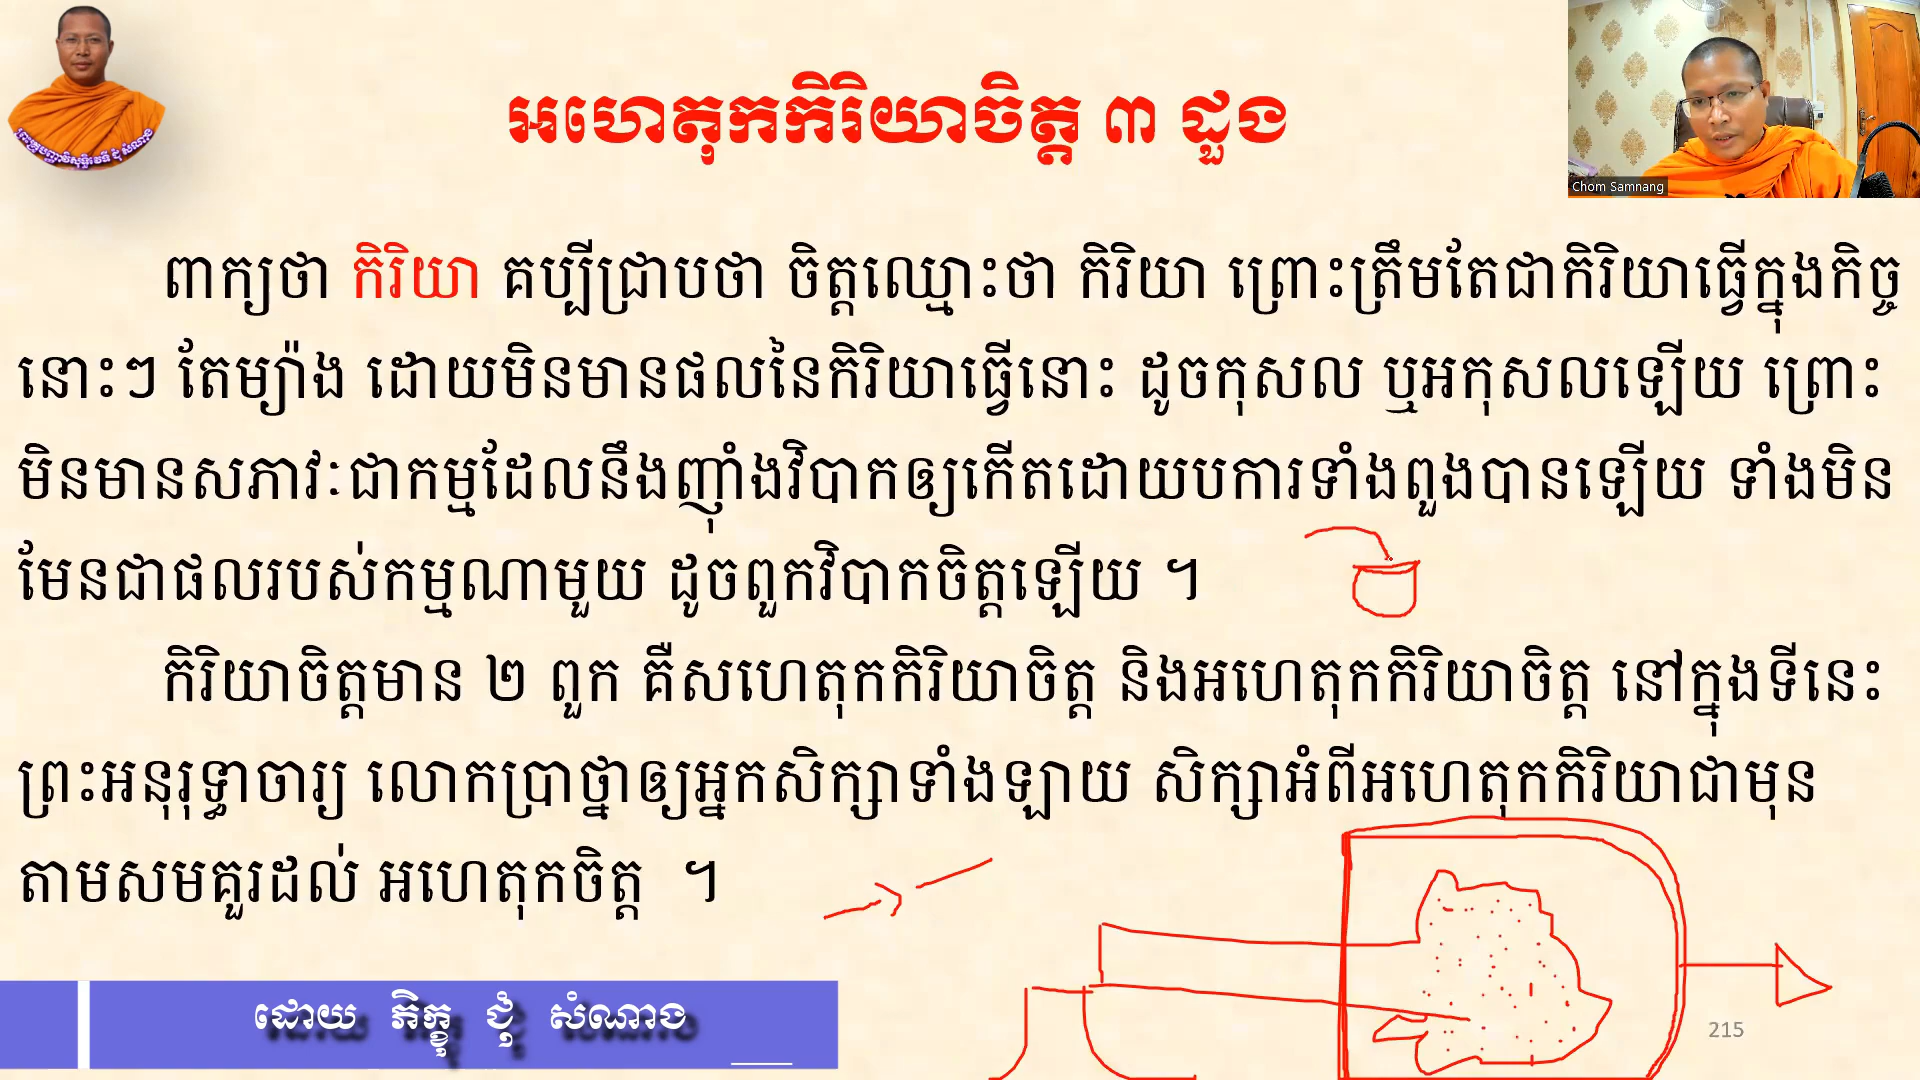 អហេតុកកិរិយាចិត្ត ៣ ដួង
Chom Samnang
ពាក្យថា កិរិយា គប្បីជ្រាបថា ចិត្តឈ្មោះថា កិរិយា ព្រោះត្រឹមតែជាកិរិយាធ្វើក្នុងកិច្ច
នោះៗ តែម្យ៉ាង ដោយមិនមានផលនៃកិរិយាធ្វើនោះ ដូចកុសល ឬអកុសលឡើយ ព្រោះ
មិនមានសភាវៈជាកម្មដែលនឹងញ៉ាំងវិបាកឲ្យកើតដោយបការទាំងពួងបានឡើយ ទាំងមិន
មែនជាផលរបស់កម្មណាមួយ ដូចពួកវិបាកចិត្តឡើយ ។
កិរិយាចិត្តមាន ២ ពួក គឺសហេតុកកិរិយាចិត្ត និងអហេតុកកិរិយាចិត្ត នៅក្នុងទីនេះ
ព្រះអនុរុទ្ធាចារ្យ លោកប្រាថ្នាឲ្យអ្នកសិក្សាទាំងឡាយ សិក្សាអំពីអហេតុកកិរិយាជាមុន
តាមសមគួរដល់ អហេតុកចិត្ត ។
ដោយ ភិក្ខុ ជុំ សំណាង
215